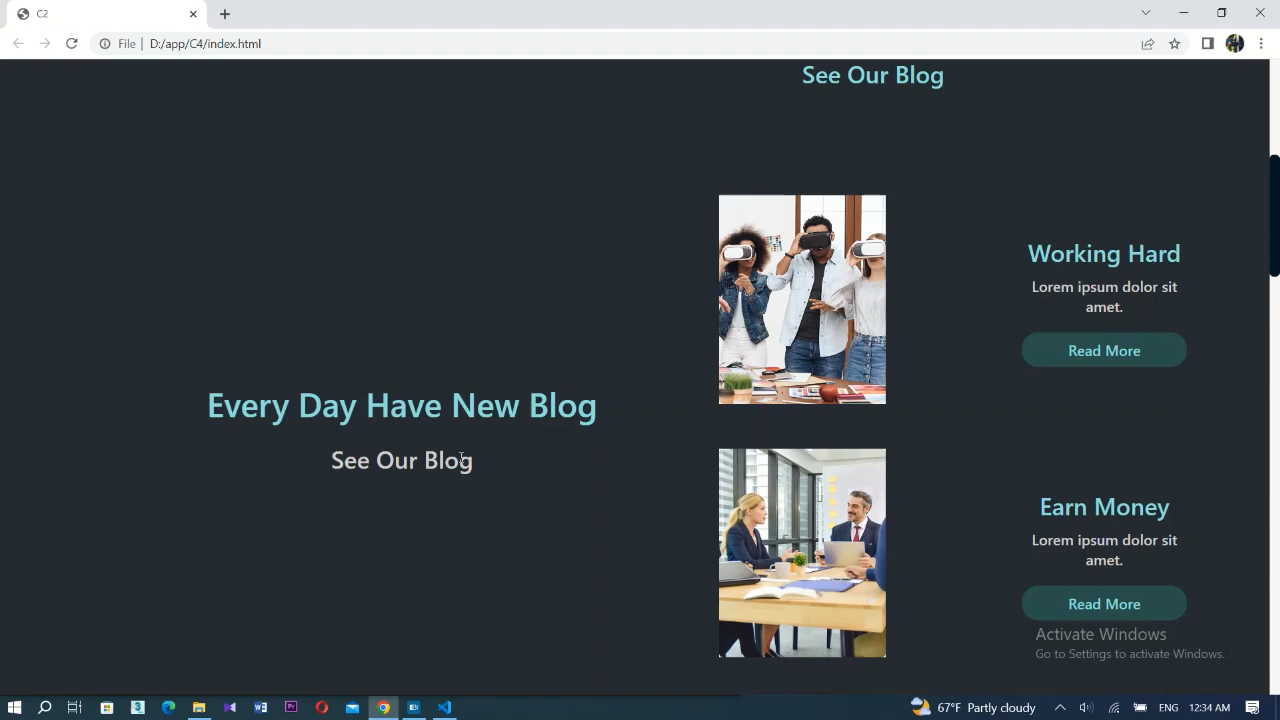 C2
File
D:/app/C4/index.html
See Our Blog
Every Day Have New Blog
See Our Blog
Working Hard
Lorem ipsum dolor sit
amet.
Read More
Earn Money
Lorem ipsum dolor sit
amet.
Read More
Activate Windows
Go to Settings to activate Windows.
67°F Partly cloudy
ENG
12:34 AM